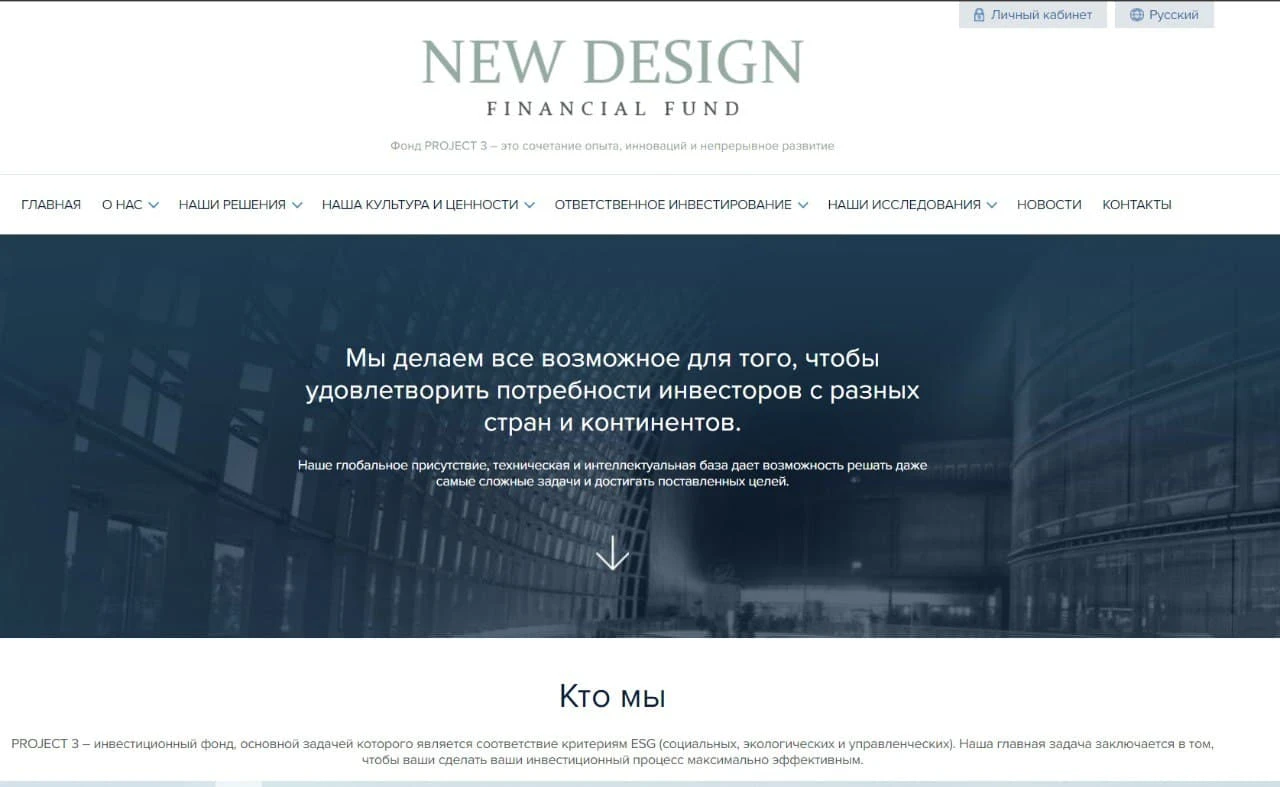 Личный кабинет
Русский
NEW DESIGN
FINANCIAL FUND
Фонд PROJECT 3 – это сочетание опыта, инноваций и непрерывное развитие
ГЛАВНАЯ О НАС НАШИ РЕШЕНИЯ НАША КУЛЬТУРА И ЦЕННОСТИ ОТВЕТСТВЕННОЕ ИНВЕСТИРОВАНИЕ НАШИ ИССЛЕДОВАНИЯ НОВОСТИ КОНТАКТЫ
Мы делаем все возможное для того, чтобы
удовлетворить потребности инвесторов с разных
стран и континентов.
Наше глобальное присутствие, техническая и интеллектуальная база дает возможность решать даже
самые сложные задачи и достигать поставленных целей.
Кто мы
PROJECT 3 – инвестиционный фонд, основной задачей которого является соответствие критериям ESG (социальных, экологических и управленческих). Наша главная задача заключается в том,
чтобы ваши сделать ваши инвестиционный процесс максимально эффективным.